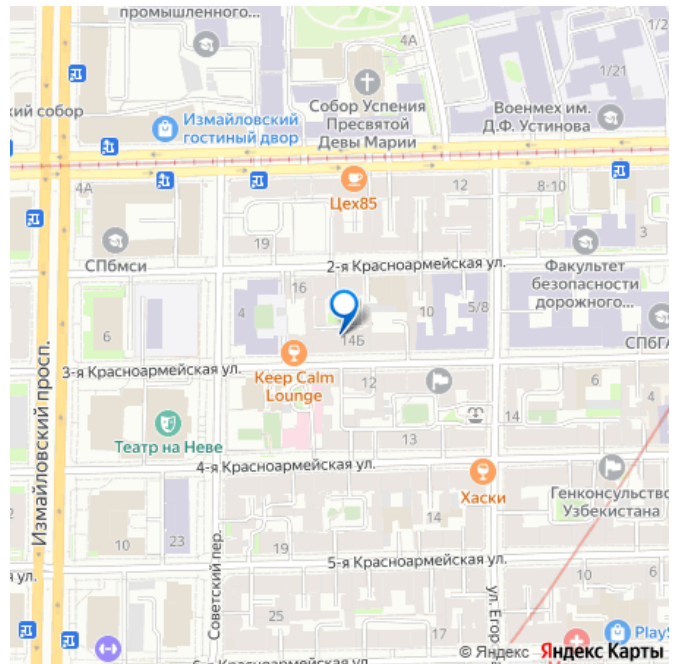 промышленного...
4А
1/21
кий собор
Измайловский
гостиный двор
Собор Успения
Пресвятой
Девы Марии
Военмех им.
Д.Ф. Устинова
4А
Цех85
12
8-10
3
19
СПбмси
2-я Красноармейская ул.
Факультет
безопасности
дорожного...
16
4
10
5/8
6
14Б
СПбГА
3-я Красноармейская ул.
Keep Calm
Lounge
12
14
6
4
Театр на Неве
13
4-я Красноармейская ул.
Хаски
Генконсульство
Узбекистана
Измайловский просп.
14
10
23
19
5-я Красноармейская ул.
я ул.
Советский пер.
10
6
25
ул. Егор
17
PlayS
© Яндекс Яндекс Карты